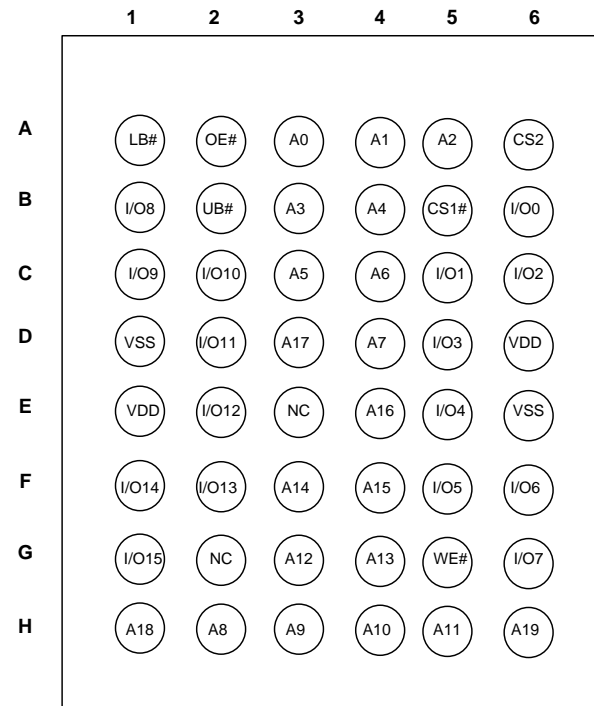 1 2 3 4 5 6
A LB# OE# A0 A1 A2 CS2
B I/O8 UB# A3 A4 CS1# I/O0
C I/O9 I/O10 A5 A6 I/O1 I/O2
D VSS I/O11 A17 A7 I/O3 VDD
E VDD I/O12 NC A16 I/O4 VSS
F I/O14 I/O13 A14 A15 I/O5 I/O6
G I/O15 NC A12 A13 WE# I/O7
H A18 A8 A9 A10 A11 A19